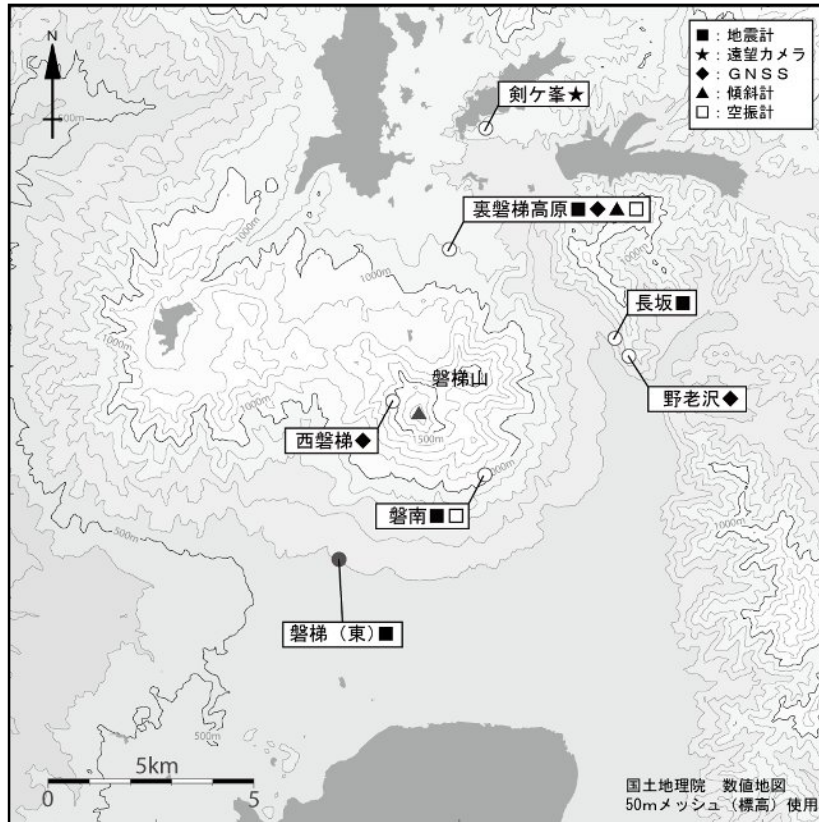 N
■：地震計
★：遠望カメラ
◆：ＧＮＳＳ
▲：傾斜計
□：空振計
剣ケ峯★
裏磐梯高原■◆▲□
長坂■
野老沢◆
磐梯山
西磐梯◆
磐南■□
磐梯（東）■
1000m
1000m
1000m
1000m
1000m
1500m
1000m
500m
500m
5km
0
5
国土地理院　数値地図
50mメッシュ（標高）使用